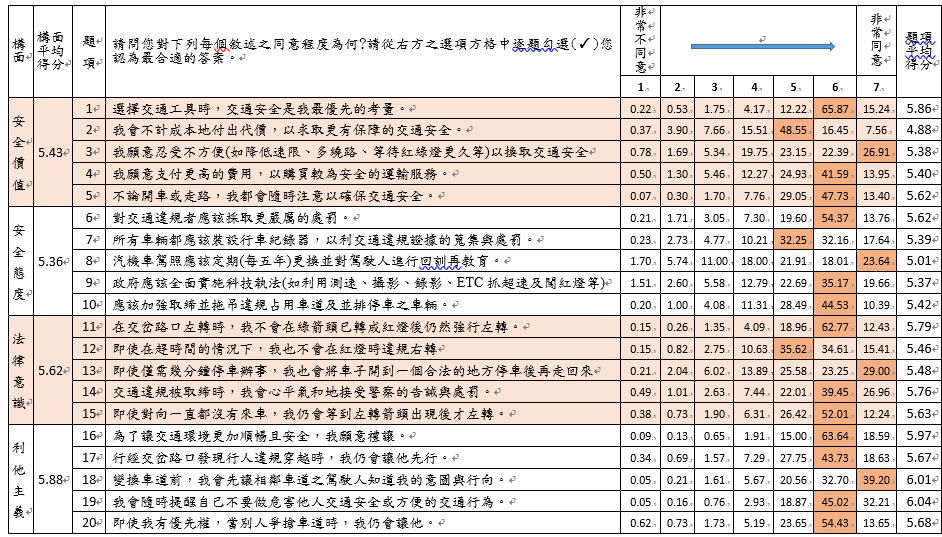 構面 構面平均得分 題項 請問您對下列每個敘述之同意程度為何?請從右方之選項方格中逐題勾選(✓)您認為最合適的答案。 非常不同意 非常同意 題項平均得分
1. 2. 3. 4. 5. 6. 7.
安全價值 5.43
1 選擇交通工具時，交通安全是我最優先的考量。 0.22 0.53 1.75 4.17 12.22 65.87 15.24 5.86
2 我會不計成本地付出代價，以求取更有保障的交通安全。 0.37 3.90 7.66 15.51 48.55 16.45 7.56 4.88
3 我願意忍受不方便(如降低速限、多繞路、等待紅綠燈更久等)以換取交通安全 0.78 1.69 5.34 19.75 23.15 22.39 26.91 5.38
4 我願意支付更高的費用，以購買較為安全的運輸服務。 0.50 1.30 5.46 12.27 24.93 41.59 13.95 5.40
5 不論開車或走路，我都會隨時注意以確保交通安全。 0.07 0.30 1.70 7.76 29.05 47.73 13.40 5.62
安全態度 5.36
6 對交通違規者應該採取更嚴厲的處罰。 0.21 1.71 3.05 7.30 19.60 54.37 13.76 5.62
7 所有車輛都應該裝設行車紀錄器，以利交通違規證據的蒐集與處罰。 0.23 2.73 4.77 10.21 32.25 32.16 17.64 5.39
8 汽機車駕照應該定期(每五年)更換並對駕駛人進行回訓再教育。 1.70 5.74 11.00 18.00 21.91 18.01 23.64 5.01
9 政府應該全面實施科技執法(如利用測速、攝影、錄影、ETC 抓超速及闖紅燈等) 1.51 2.60 5.58 12.79 22.69 35.17 19.66 5.37
10 應該加強取締並拖吊違規占用車道及並排停車之車輛。 0.20 1.00 4.08 11.31 28.49 44.53 10.39 5.42
法律意識 5.62
11 在交岔路口左轉時，我不會在綠箭頭已轉成紅燈後仍然強行左轉。 0.15 0.26 1.35 4.09 18.96 62.77 12.43 5.79
12 即使在趕時間的情況下，我也不會在紅燈時違規右轉 0.15 0.82 2.75 10.63 35.62 34.61 15.41 5.46
13 即使僅需幾分鐘停車辦事，我也會將車子開到一個合法的地方停車後再走回來 0.21 2.04 6.02 13.89 25.58 23.25 29.00 5.48
14 交通違規被取締時，我會心平氣和地接受警察的告誡與處罰。 0.49 1.01 2.63 7.44 22.01 39.45 26.96 5.76
15 即使對向一直都沒有來車，我仍會等到左轉箭頭出現後才左轉。 0.38 0.73 1.90 6.31 26.42 52.01 12.24 5.63
利他主義 5.88
16 為了讓交通環境更加順暢且安全，我願意禮讓。 0.09 0.13 0.65 1.91 15.00 63.64 18.59 5.97
17 行經交岔路口發現行人違規穿越時，我仍會讓他先行。 0.34 0.69 1.57 7.29 27.75 43.73 18.63 5.67
18 變換車道前，我會先讓相鄰車道之駕駛人知道我的意圖與行向。 0.05 0.21 1.61 5.67 20.56 32.70 39.20 6.01
19 我會隨時提醒自己不要做危害他人交通安全或方便的交通行為。 0.05 0.16 0.76 2.93 18.87 45.02 32.21 6.04
20 即使我有優先權，當別人爭搶車道時，我仍會讓他。 0.62 0.73 1.73 5.19 23.65 54.43 13.65 5.68